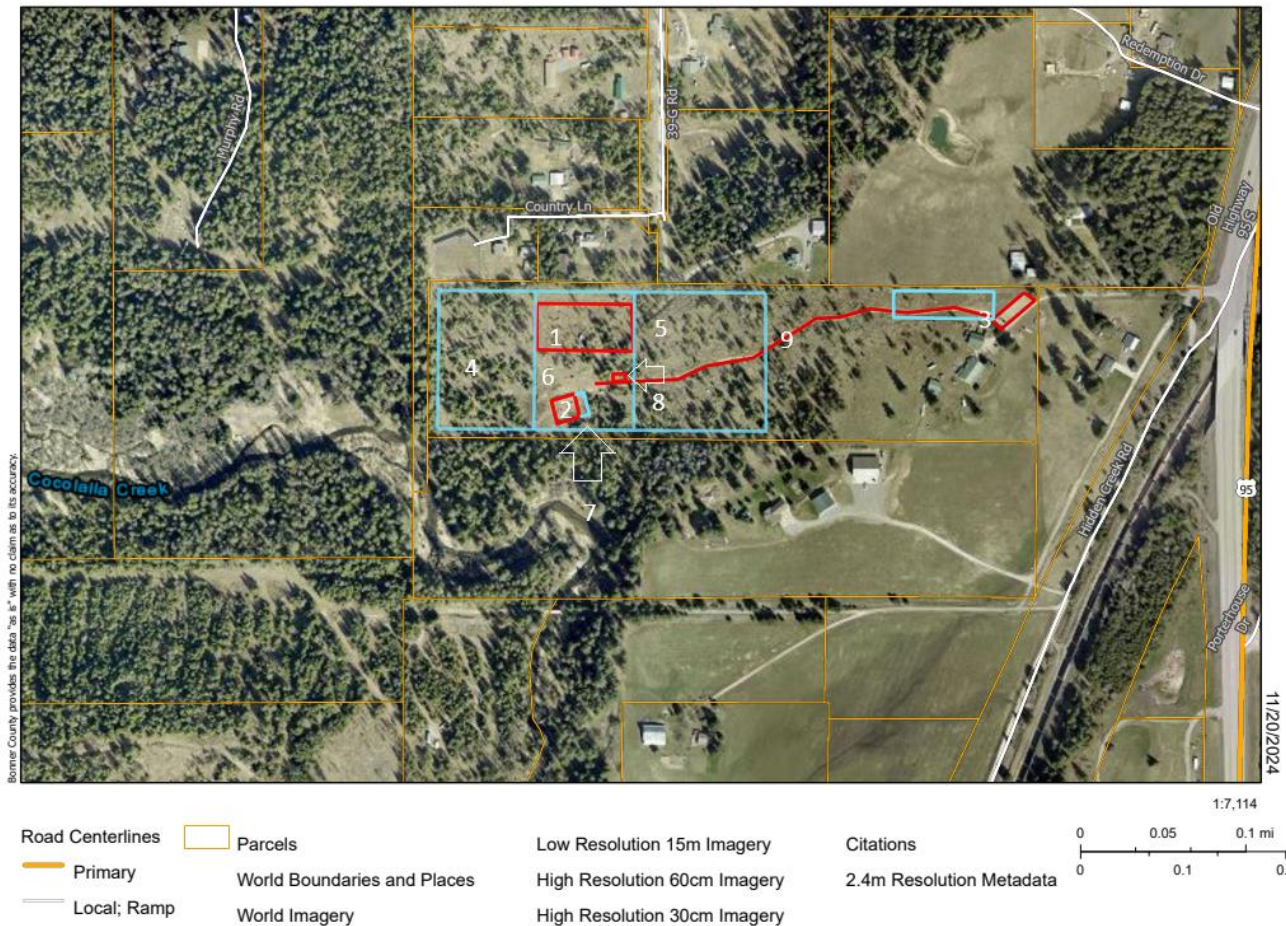 Redemption Dr
Murphy Rd
39-G Rd
Old
Highway
95 S
Country Ln
1
5
3
9
4
6
8
2
7
Cocolalla Creek
Hidden Creek Rd
95
Porterhouse
Dr
Bonner County provides the data "as is" with no claim as to its accuracy.
11/20/2024
1:7,114
Road Centerlines
Primary
Local; Ramp
Parcels
World Boundaries and Places
World Imagery
Low Resolution 15m Imagery
High Resolution 60cm Imagery
High Resolution 30cm Imagery
Citations
2.4m Resolution Metadata
0 0.05 0.1 mi
0 0.1 0.